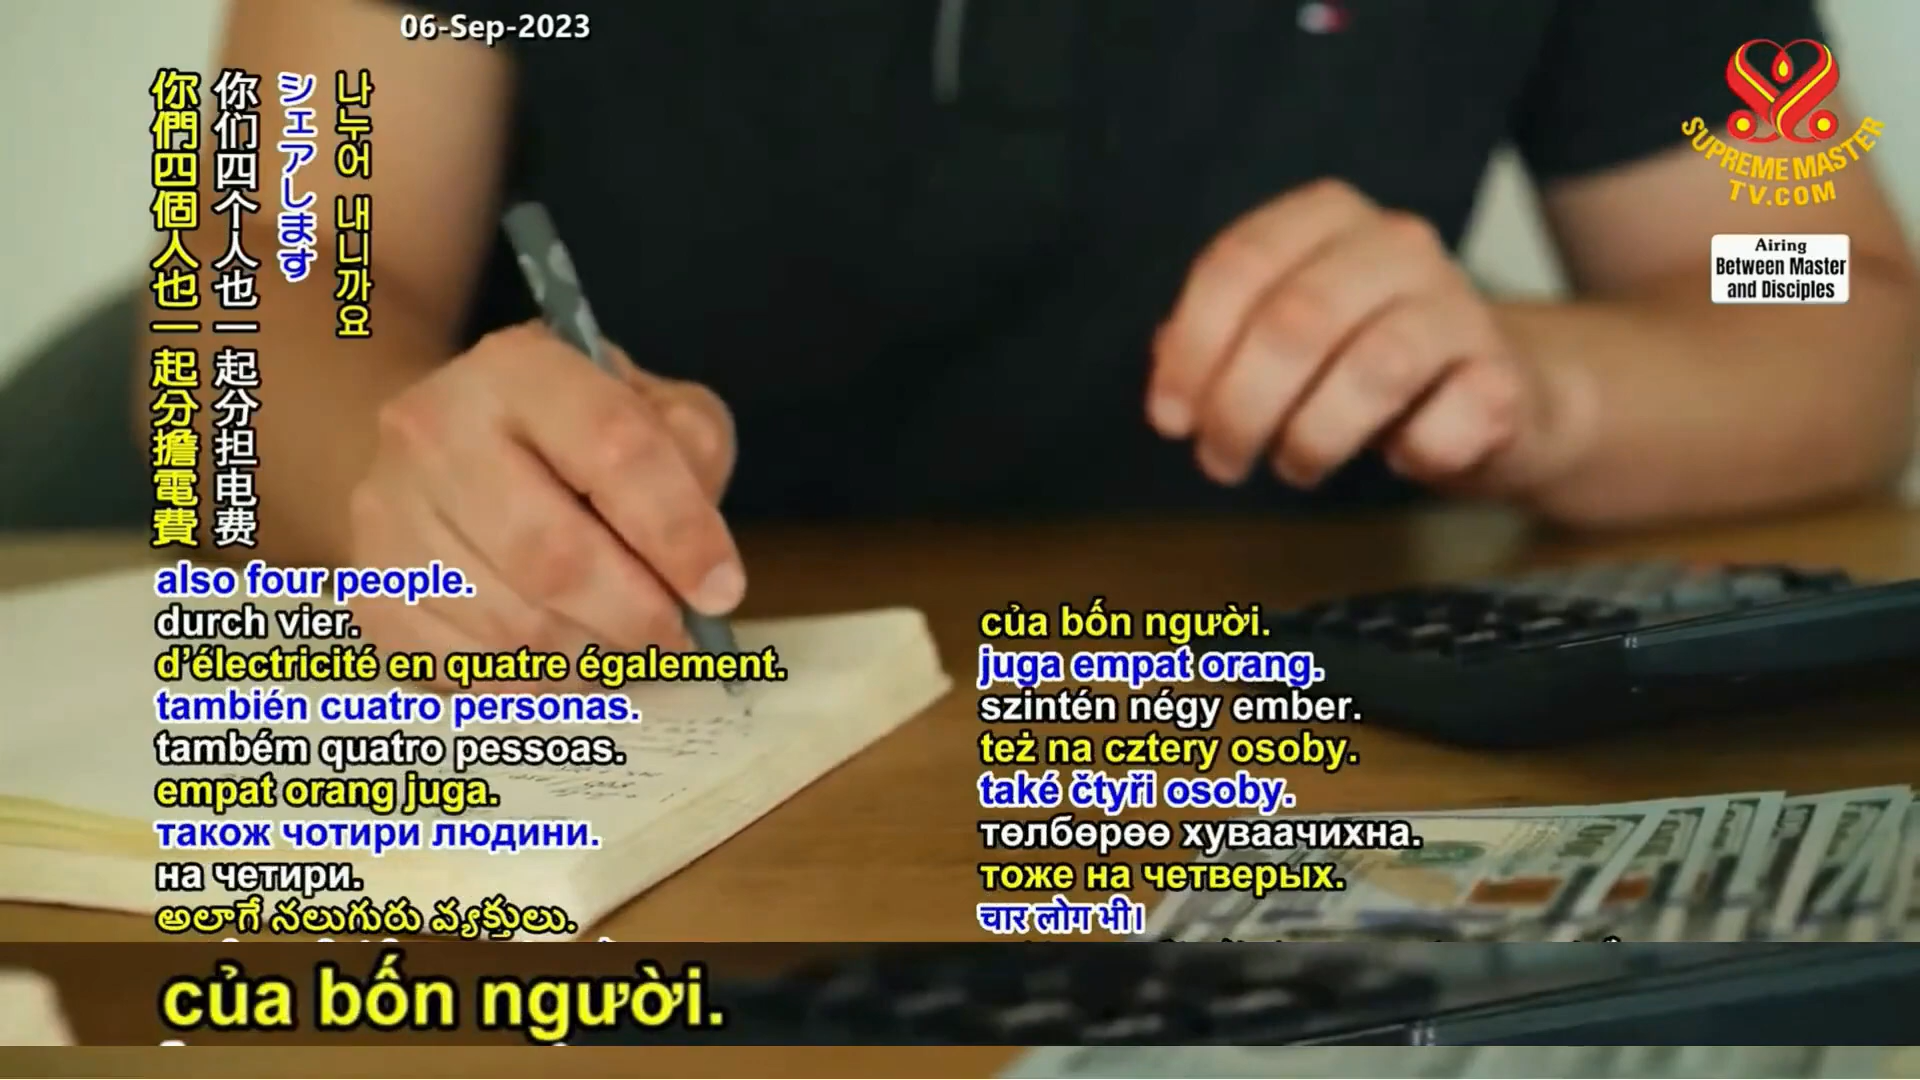 06-Sep-2023
你們四個人也一起分擔電費
你们四个人也一起分担电费
シェアします
나누어 내니까요
SUPREME MASTER
TV.COM
Airing
Between Master
and Disciples
also four people.
durch vier.
d’électricité en quatre également.
también cuatro personas.
também quatro pessoas.
empat orang juga.
також чотири людини.
на четири.
అలాగే నలుగురు వ్యక్తులు.
của bốn người.
juga empat orang.
szintén négy ember.
też na cztery osoby.
také čtyři osoby.
төлбөрөө хуваачихна.
тоже на четверых.
चार लोग भी।
của bốn người.